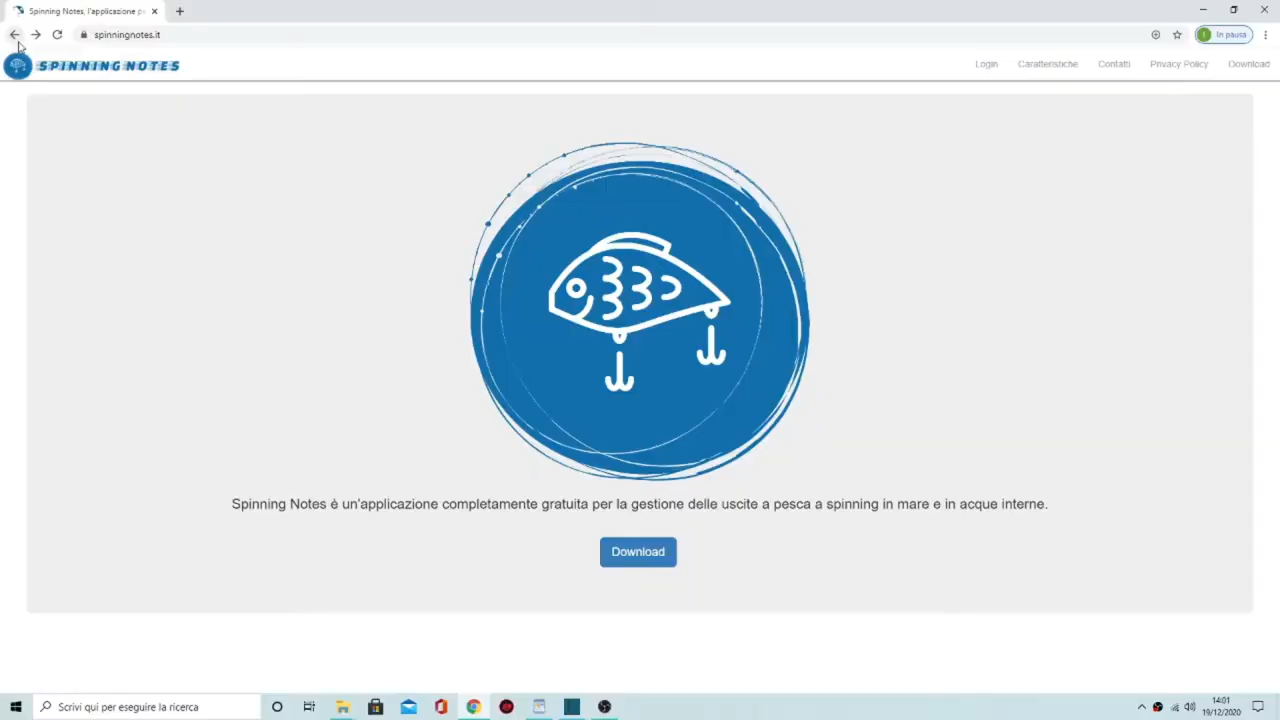 Spinning Notes, l'applicazione pe
spinningnotes.it
In pausa
SPINNING NOTES
Login Caratteristiche Contatti Privacy Policy Download
Spinning Notes è un'applicazione completamente gratuita per la gestione delle uscite a pesca a spinning in mare e in acque interne.
Download
Scrivi qui per eseguire la ricerca
14:01
19/12/2020